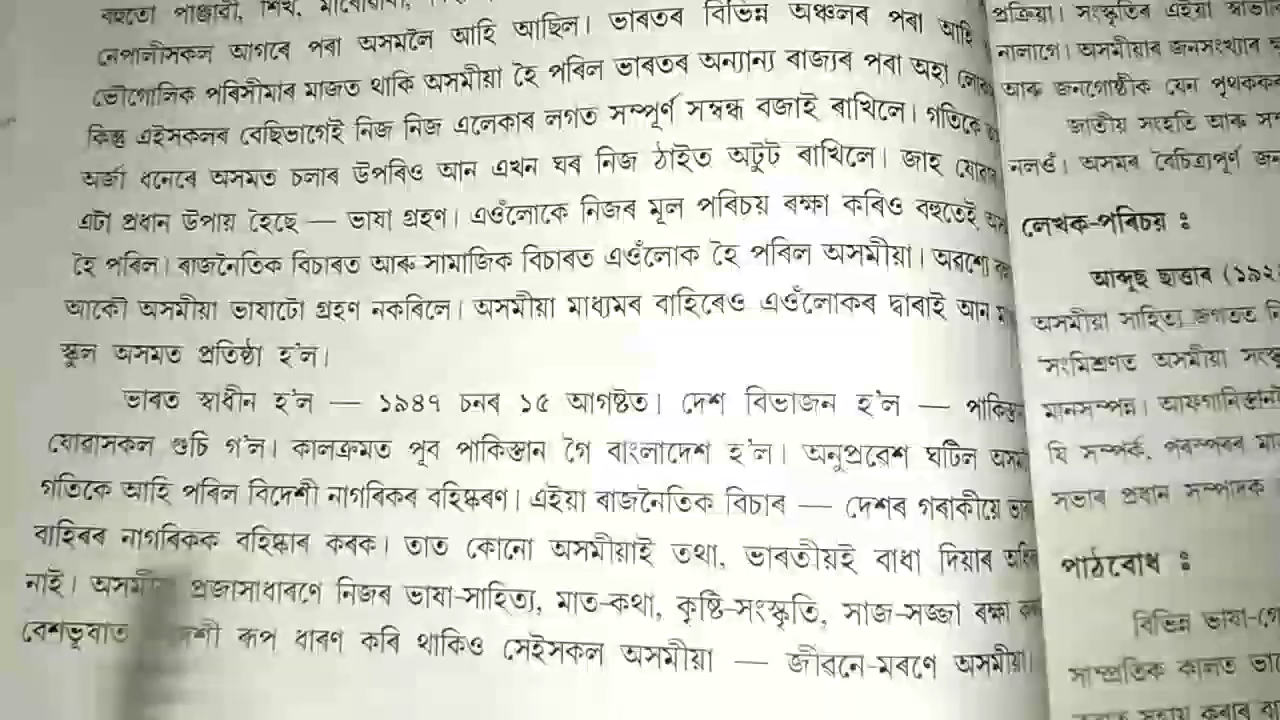 বহুতো পাঞ্জাবী, শিখ,
নেপালীসকল আগৰে পৰা অসমলৈ আহি আছিল। ভাৰতৰ বিভিন্ন অঞ্চলৰ পৰা আহি
ভৌগোলিক পৰিসীমাৰ মাজত থাকি অসমীয়া হৈ পৰিল ভাৰতৰ অন্যান্য ৰাজ্যৰ পৰা অহা
কিন্তু এইসকলৰ বেছিভাগেই নিজ নিজ এলেকাৰ লগত সম্পূৰ্ণ সম্বন্ধ বজাই ৰাখিলে। গতিকে
অৰ্জা ধনেৰে অসমত চলাৰ উপৰিও আন এখন ঘৰ নিজ ঠাইত অটুট ৰাখিলে। জাহ যোৱাৰ
এটা প্ৰধান উপায় হৈছে — ভাষা গ্ৰহণ। এওঁলোকে নিজৰ মূল পৰিচয় ৰক্ষা কৰিও বহুতেই
হৈ পৰিল। ৰাজনৈতিক বিচাৰত আৰু সামাজিক বিচাৰত এওঁলোক হৈ পৰিল অসমীয়া। অৱশ্যে
আকৌ অসমীয়া ভাষাটো গ্ৰহণ নকৰিলে। অসমীয়া মাধ্যমৰ বাহিৰেও এওঁলোকৰ দ্বাৰাই আন
স্কুল অসমত প্ৰতিষ্ঠা হ'ল।
ভাৰত স্বাধীন হ'ল — ১৯৪৭ চনৰ ১৫ আগষ্টত। দেশ বিভাজন হ'ল —
যোৱাসকল গুচি গ'ল। কালক্ৰমত পূব পাকিস্তান গৈ বাংলাদেশ হ'ল। অনুপ্ৰৱেশ ঘটিল
গতিকে আহি পৰিল বিদেশী নাগৰিকৰ বহিষ্কৰণ। এইয়া ৰাজনৈতিক বিচাৰ — দেশৰ গৰাকীয়ে
বাহিৰৰ নাগৰিকক বহিষ্কাৰ কৰক। তাত কোনো অসমীয়াই তথা, ভাৰতীয়ই বাধা দিয়াৰ
নাই। প্ৰজাসাধাৰণে নিজৰ ভাষা-সাহিত্য, মাত-কথা, কৃষ্টি-সংস্কৃতি, সাজ-সজ্জা ৰক্ষা
বেশভূষাত ৰূপ ধাৰণ কৰি থাকিও সেইসকল অসমীয়া — জীৱনে-মৰণে অসমীয়া।
প্ৰক্ৰিয়া। সংস্কৃতিৰ এইয়া
নালাগে। অসমীয়াৰ জনসংখ্যাৰ
আৰু জনগোষ্ঠীক যেন
জাতীয় সংহতি আৰু
নলওঁ। অসমৰ বৈচিত্ৰ্যপূৰ্ণ
লেখক-পৰিচয় :
আব্দুছ ছাত্তাৰ
অসমীয়া সাহিত্য জগতত
সংমিশ্ৰণত অসমীয়া
মানসম্পন্ন।
যি সম্পৰ্ক, পৰস্পৰৰ
সভাৰ প্ৰধান সম্পাদক
পাঠবোধ :
বিভিন্ন
সাম্প্ৰতিক কালত